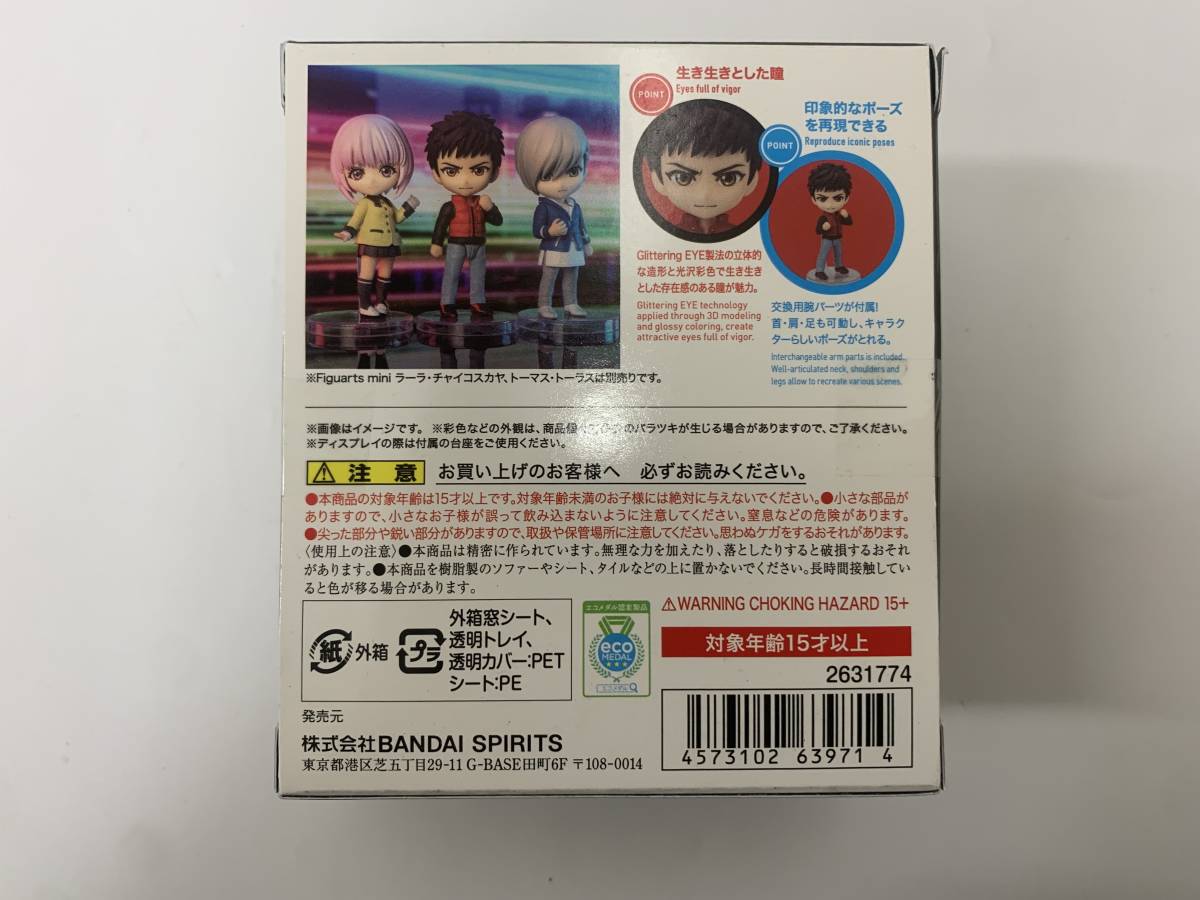 POINT
生き生きとした瞳
Eyes full of vigor
POINT
印象的なポーズ
を再現できる
Reproduce iconic poses
Glittering EYE製法の立体的
な造形と光沢彩色で生き生き
とした存在感のある瞳が魅力。
Glittering EYE technology
applied through 3D modeling
and glossy coloring, create
attractive eyes full of vigor.
交換用腕パーツが付属!
首・肩・足も可動し、キャラク
ターらしいポーズがとれる。
Interchangeable arm parts is included.
Well-articulated neck, shoulders and
legs allow to recreate various scenes.
※Figuarts mini ラーラ・チャイコスカヤ、トーマス・トーラスは別売りです。
※画像はイメージです。 ※彩色などの外観は、商品個々に多少のバラツキが生じる場合がありますので、ご了承ください。
※ディスプレイの際は付属の台座をご使用ください。
注 意 お買い上げのお客様へ 必ずお読みください。
●本商品の対象年齢は15才以上です。対象年齢未満のお子様には絶対に与えないでください。●小さな部品が
ありますので、小さなお子様が誤って飲み込まないように注意してください。窒息などの危険があります。
●尖った部分や鋭い部分がありますので、取扱や保管場所に注意してください。思わぬケガをするおそれがあります。
〈使用上の注意〉●本商品は精密に作られています。無理な力を加えたり、落としたりすると破損するおそれ
があります。●本商品を樹脂製のソファーやシート、タイルなどの上に置かないでください。長時間接触してい
ると色が移る場合があります。
紙 外箱
プラ
外箱窓シート、
透明トレイ、
透明カバー:PET
シート:PE
エコメダル認定製品
eco
MEDAL
エコメダル
⚠WARNING CHOKING HAZARD 15+
対象年齢15才以上
2631774
4573102 63971 4
発売元
株式会社BANDAI SPIRITS
東京都港区芝五丁目29-11 G-BASE田町6F 〒108-0014